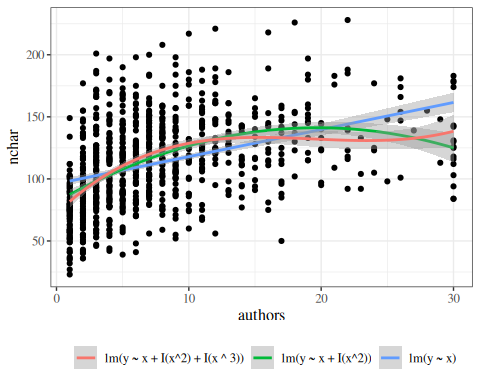 200
150
100
50
nchar
0
10
20
30
authors
lm(y ~ x + I(x^2) + I(x ^ 3))
lm(y ~ x + I(x^2))
lm(y ~ x)